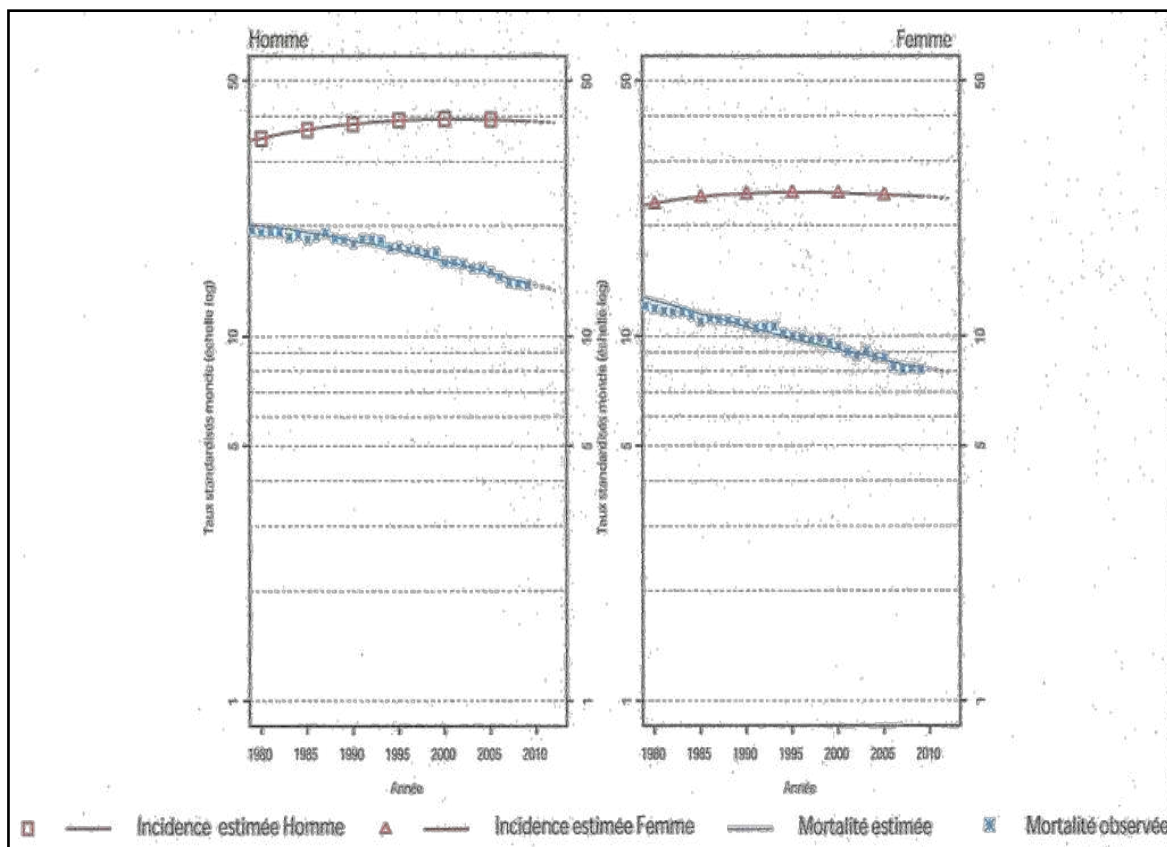 Homme
Femme
50
50
50
50
10
10
10
10
5
5
5
5
1
1
1
1
Taux standardisés monde (échelle log)
Taux standardisés monde (échelle log)
1980 1985 1990 1995 2000 2005 2010
1980 1985 1990 1995 2000 2005 2010
Année
Année
Incidence estimée Homme
Incidence estimée Femme
Mortalité estimée
Mortalité observée